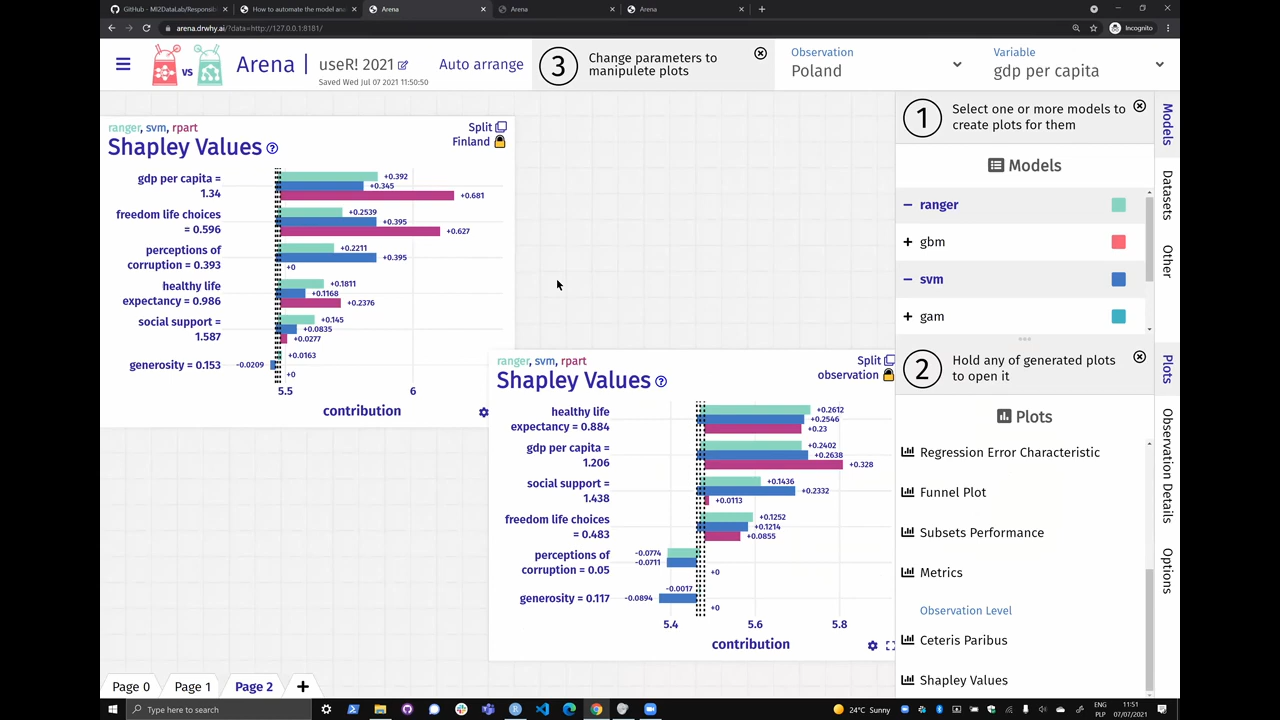 GitHub - MI2DataLab/Responsib
How to automate the model ana
Arena
Arena
Arena
arena.drwhy.ai/?data=http://127.0.0.1:8181/
Incognito
vs
Arena
useR! 2021
Saved Wed Jul 07 2021 11:50:50
Auto arrange
3
Change parameters to
manipulete plots
Observation
Poland
Variable
gdp per capita
ranger, svm, rpart
Split
Shapley Values
Finland
gdp per capita =
1.34
+0.392
+0.345
+0.681
freedom life choices
= 0.596
+0.2539
+0.395
+0.627
perceptions of
corruption = 0.393
+0.2211
+0.395
+0
healthy life
expectancy = 0.986
+0.1811
+0.1168
+0.2376
social support =
1.587
+0.145
+0.0835
+0.0277
generosity = 0.153
+0.0163
-0.0209
+0
5.5
6
contribution
ranger, svm, rpart
Split
Shapley Values
observation
healthy life
expectancy = 0.884
+0.2612
+0.2546
+0.23
gdp per capita =
1.206
+0.2402
+0.2638
+0.328
social support =
1.438
+0.1436
+0.2332
+0.0113
freedom life choices
= 0.483
+0.1252
+0.1214
+0.0855
perceptions of
corruption = 0.05
-0.0774
-0.0711
+0
generosity = 0.117
-0.0017
-0.0894
+0
5.4
5.6
5.8
contribution
1
Select one or more models to
create plots for them
Models
ranger
gbm
svm
gam
2
Hold any of generated plots
to open it
Plots
Regression Error Characteristic
Funnel Plot
Subsets Performance
Metrics
Observation Level
Ceteris Paribus
Shapley Values
Models
Datasets
Other
Plots
Observation Details
Options
Page 0
Page 1
Page 2
Type here to search
24°C Sunny
ENG
PLP
11:51
07/07/2021